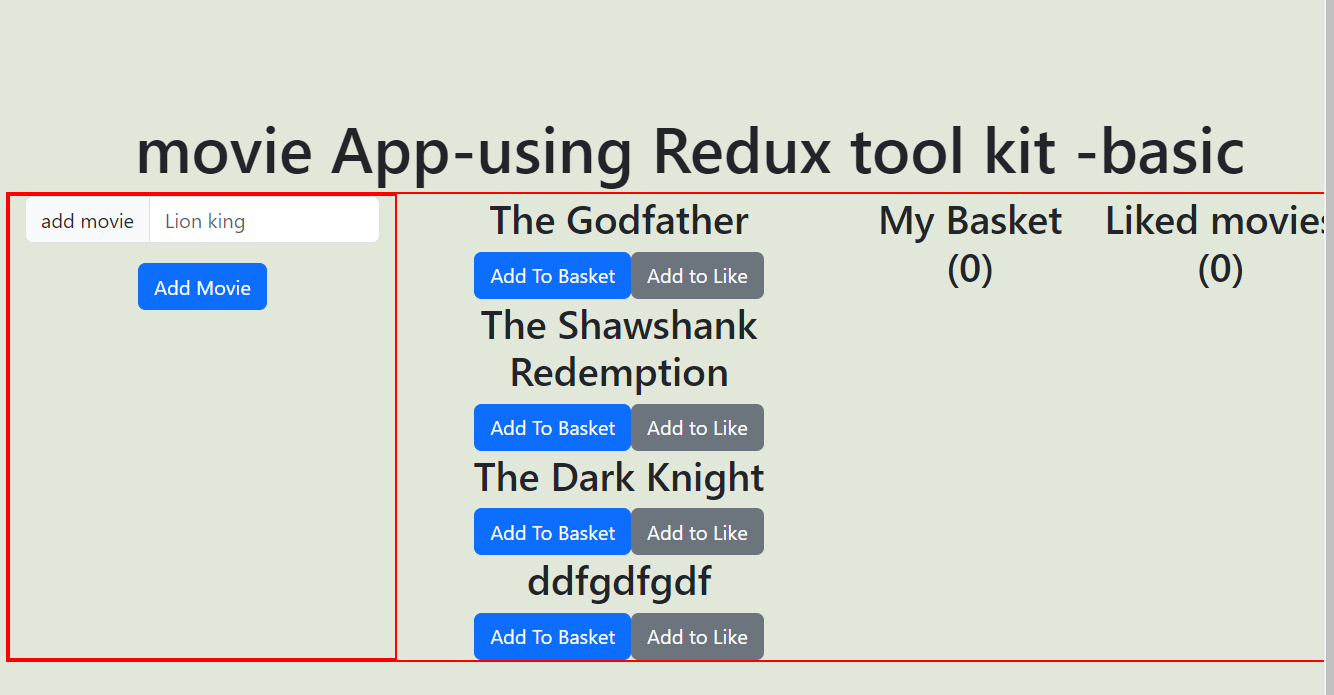 movie App-using Redux tool kit -basic
add movie Lion king
Add Movie
The Godfather
Add To Basket Add to Like
The Shawshank
Redemption
Add To Basket Add to Like
The Dark Knight
Add To Basket Add to Like
ddfgdfgdf
Add To Basket Add to Like
My Basket
(0)
Liked movies
(0)